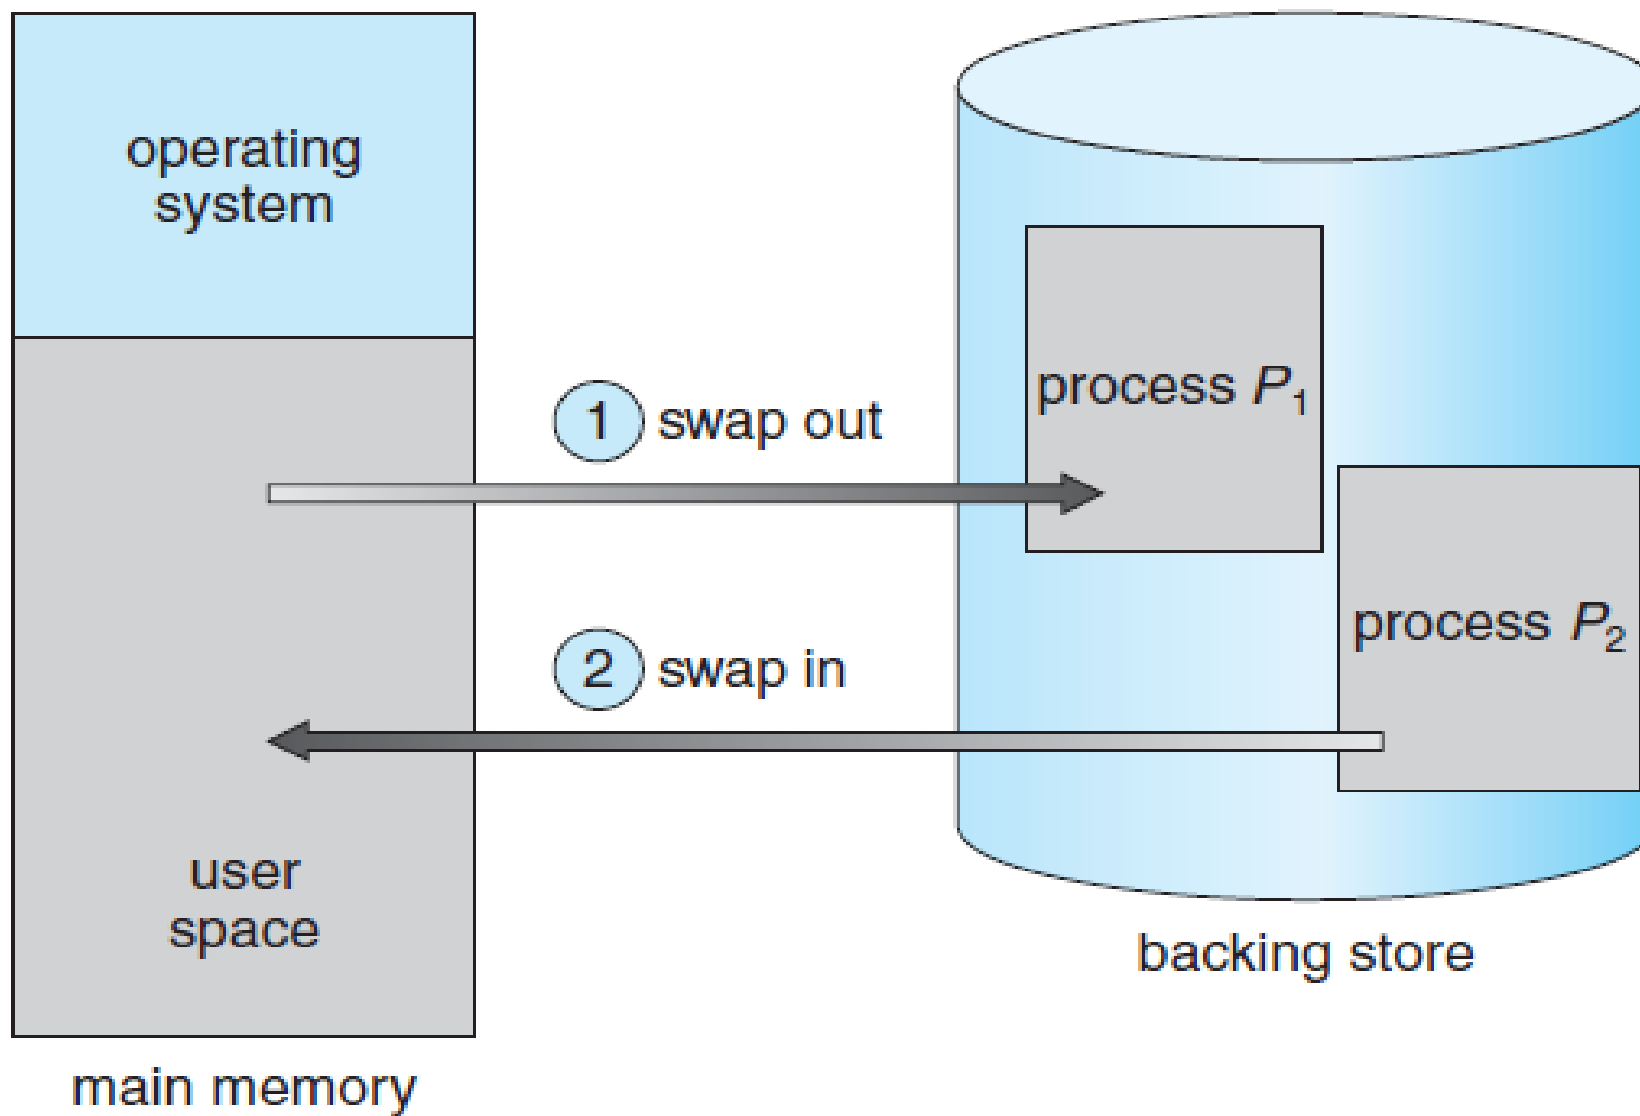 operating
system
1 swap out
process P1
2 swap in
process P2
user
space
backing store
main memory